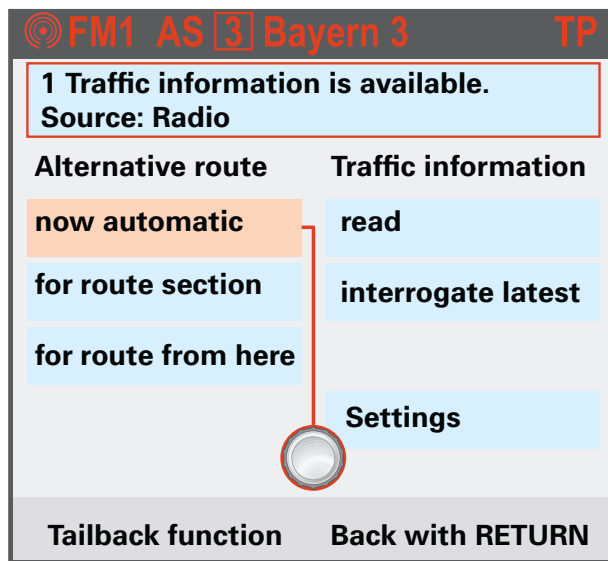 FM1 AS 3 Bayern 3 TP
1 Traffic information is available.
Source: Radio
Alternative route
now automatic
for route section
for route from here
Traffic information
read
interrogate latest
Settings
Tailback function
Back with RETURN